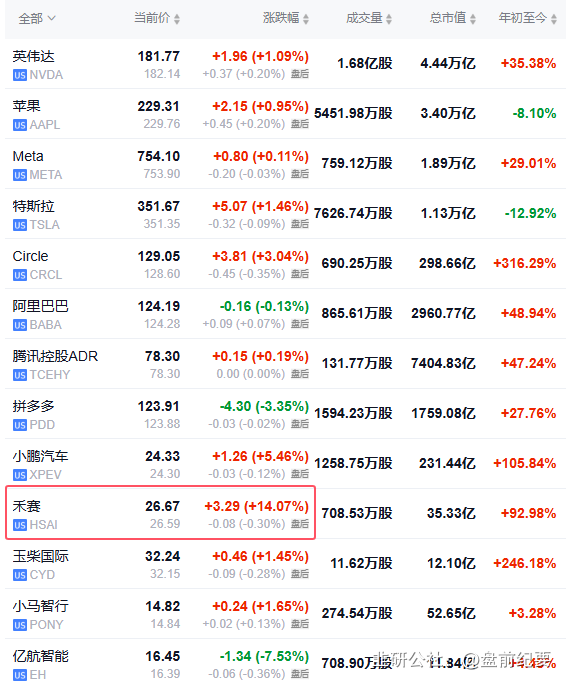 全部 当前价 涨跌幅 成交量 总市值 年初至今
英伟达 181.77 +1.96 (+1.09%) 1.68亿股 4.44万亿 +35.38%
US NVDA 182.14 +0.37 (+0.20%) 盘后
苹果 229.31 +2.15 (+0.95%) 5451.98万股 3.40万亿 -8.10%
US AAPL 229.76 +0.45 (+0.20%) 盘后
Meta 754.10 +0.80 (+0.11%) 759.12万股 1.89万亿 +29.01%
US META 753.90 -0.20 (-0.03%) 盘后
特斯拉 351.67 +5.07 (+1.46%) 7626.74万股 1.13万亿 -12.92%
US TSLA 351.35 -0.32 (-0.09%) 盘后
Circle 129.05 +3.81 (+3.04%) 690.25万股 298.66亿 +316.29%
US CRCL 128.60 -0.45 (-0.35%) 盘后
阿里巴巴 124.19 -0.16 (-0.13%) 865.61万股 2960.77亿 +48.94%
US BABA 124.28 +0.09 (+0.07%) 盘后
腾讯控股ADR 78.30 +0.15 (+0.19%) 131.77万股 7404.83亿 +47.24%
US TCEHY 78.30 0.00 (0.00%) 盘后
拼多多 123.91 -4.30 (-3.35%) 1594.23万股 1759.08亿 +27.76%
US PDD 123.88 -0.03 (-0.02%) 盘后
小鹏汽车 24.33 +1.26 (+5.46%) 1258.75万股 231.44亿 +105.84%
US XPEV 24.30 -0.03 (-0.12%) 盘后
禾赛 26.67 +3.29 (+14.07%) 708.53万股 35.33亿 +92.98%
US HSAI 26.59 -0.08 (-0.30%) 盘后
玉柴国际 32.24 +0.46 (+1.45%) 11.62万股 12.10亿 +246.18%
US CYD 32.15 -0.09 (-0.28%) 盘后
小马智行 14.82 +0.24 (+1.65%) 274.54万股 52.65亿 +3.28%
US PONY 14.84 +0.02 (+0.13%) 盘后
亿航智能 16.45 -1.34 (-7.53%) 708.90万股
US EH 16.39 -0.06 (-0.36%) 盘后
@盘前纪要